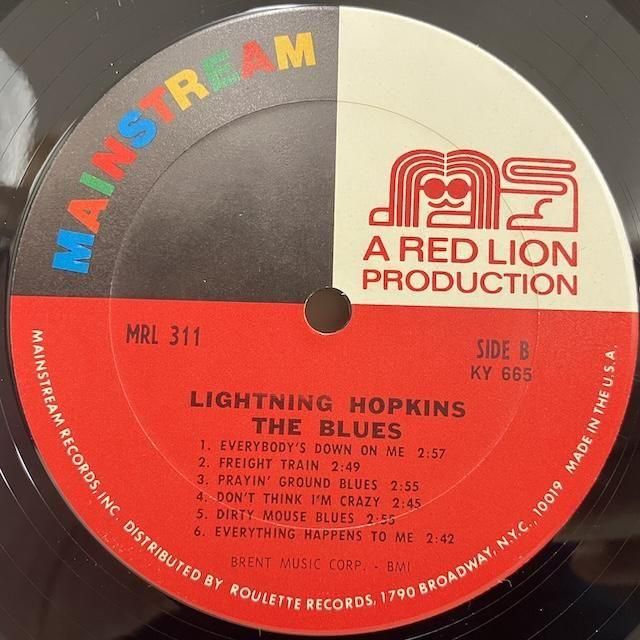 MAINSTREAM
A RED LION
PRODUCTION
MRL 311
SIDE B
KY 665
LIGHTNING HOPKINS
THE BLUES
1. EVERYBODY'S DOWN ON ME 2:57
2. FREIGHT TRAIN 2:49
3. PRAYIN' GROUND BLUES 2:55
4. DON'T THINK I'M CRAZY 2:45
5. DIRTY MOUSE BLUES 2:55
6. EVERYTHING HAPPENS TO ME 2:42
BRENT MUSIC CORP. - BMI
MAINSTREAM RECORDS, INC. DISTRIBUTED BY ROULETTE RECORDS, 1790 BROADWAY, N.Y.C., 10019 MADE IN THE U.S.A.